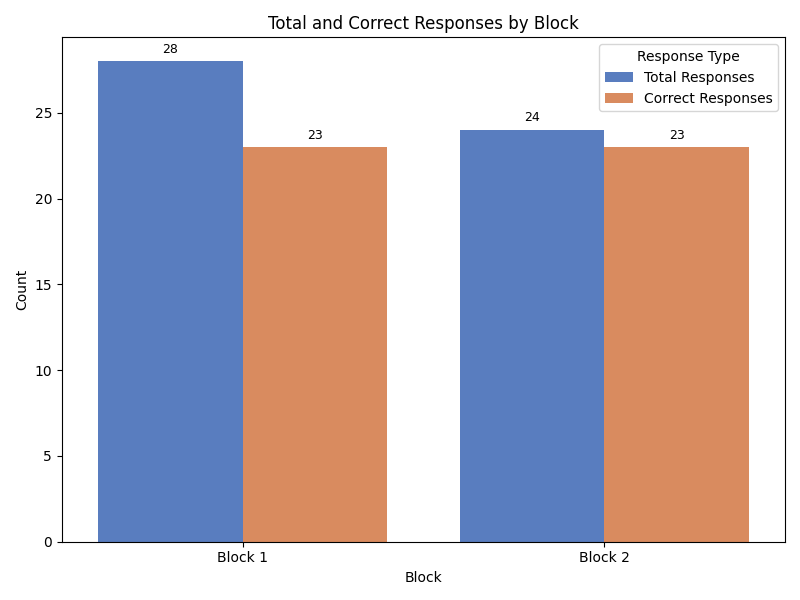 Total and Correct Responses by Block
28
23
24
23
Response Type
Total Responses
Correct Responses
25
20
15
10
5
0
Count
Block 1
Block 2
Block